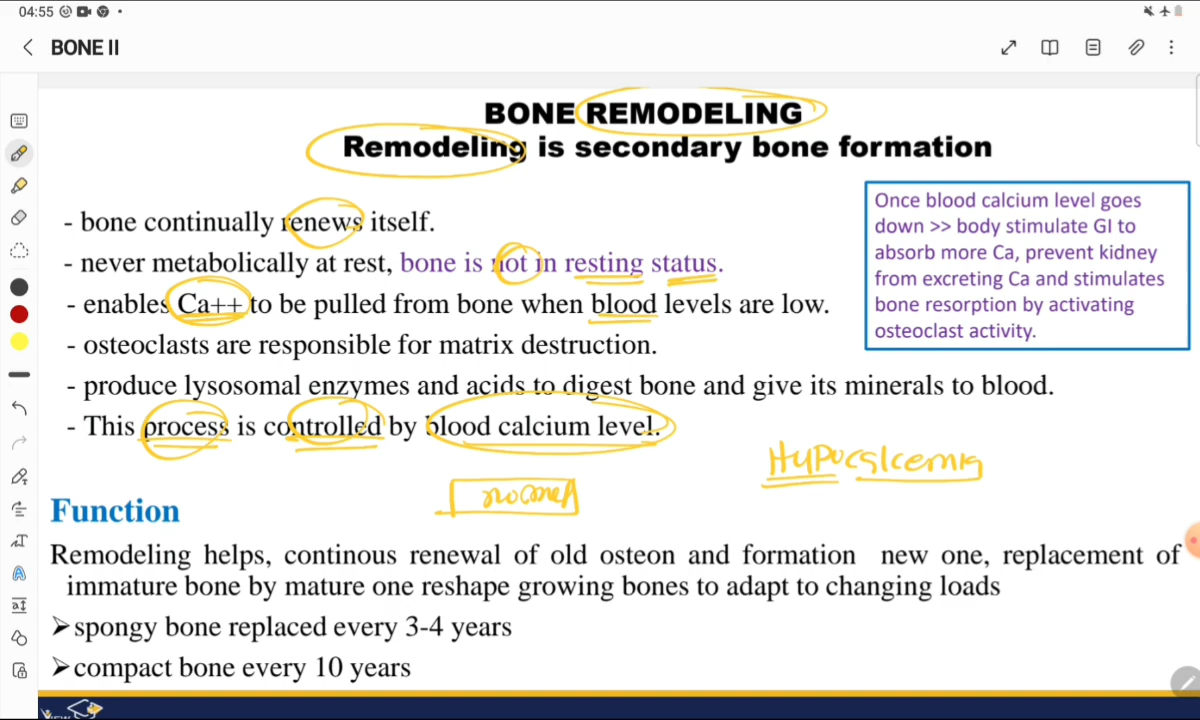 04:55
BONE II
BONE REMODELING
Remodeling is secondary bone formation
- bone continually renews itself.
- never metabolically at rest, bone is not in resting status.
- enables Ca++ to be pulled from bone when blood levels are low.
- osteoclasts are responsible for matrix destruction.
- produce lysosomal enzymes and acids to digest bone and give its minerals to blood.
- This process is controlled by blood calcium level.
Once blood calcium level goes
down >> body stimulate GI to
absorb more Ca, prevent kidney
from excreting Ca and stimulates
bone resorption by activating
osteoclast activity.
Hypocalcemia
normal
Function
Remodeling helps, continous renewal of old osteon and formation new one, replacement of
immature bone by mature one reshape growing bones to adapt to changing loads
➢spongy bone replaced every 3-4 years
➢compact bone every 10 years